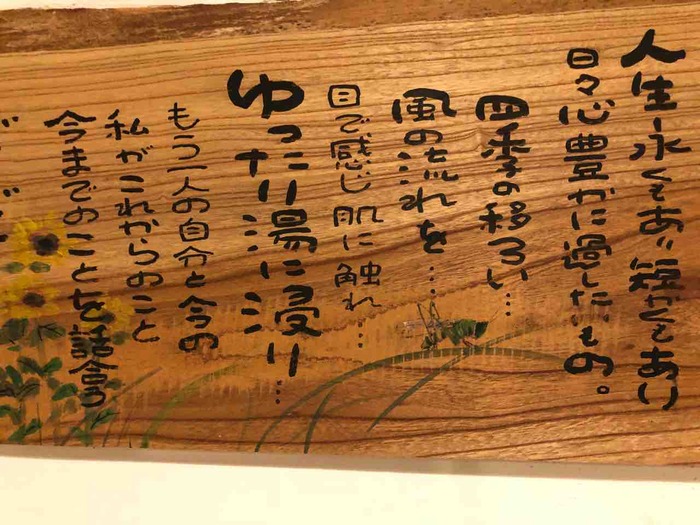 人生永くもあり短かくもあり
日々心豊かに過したいもの。
四季の移ろい…
風の流れを……
目で感じ肌に触れ……
ゆったり湯に浸り…
もう一人の自分と今の
私がこれからのこと
今までのことを話合う